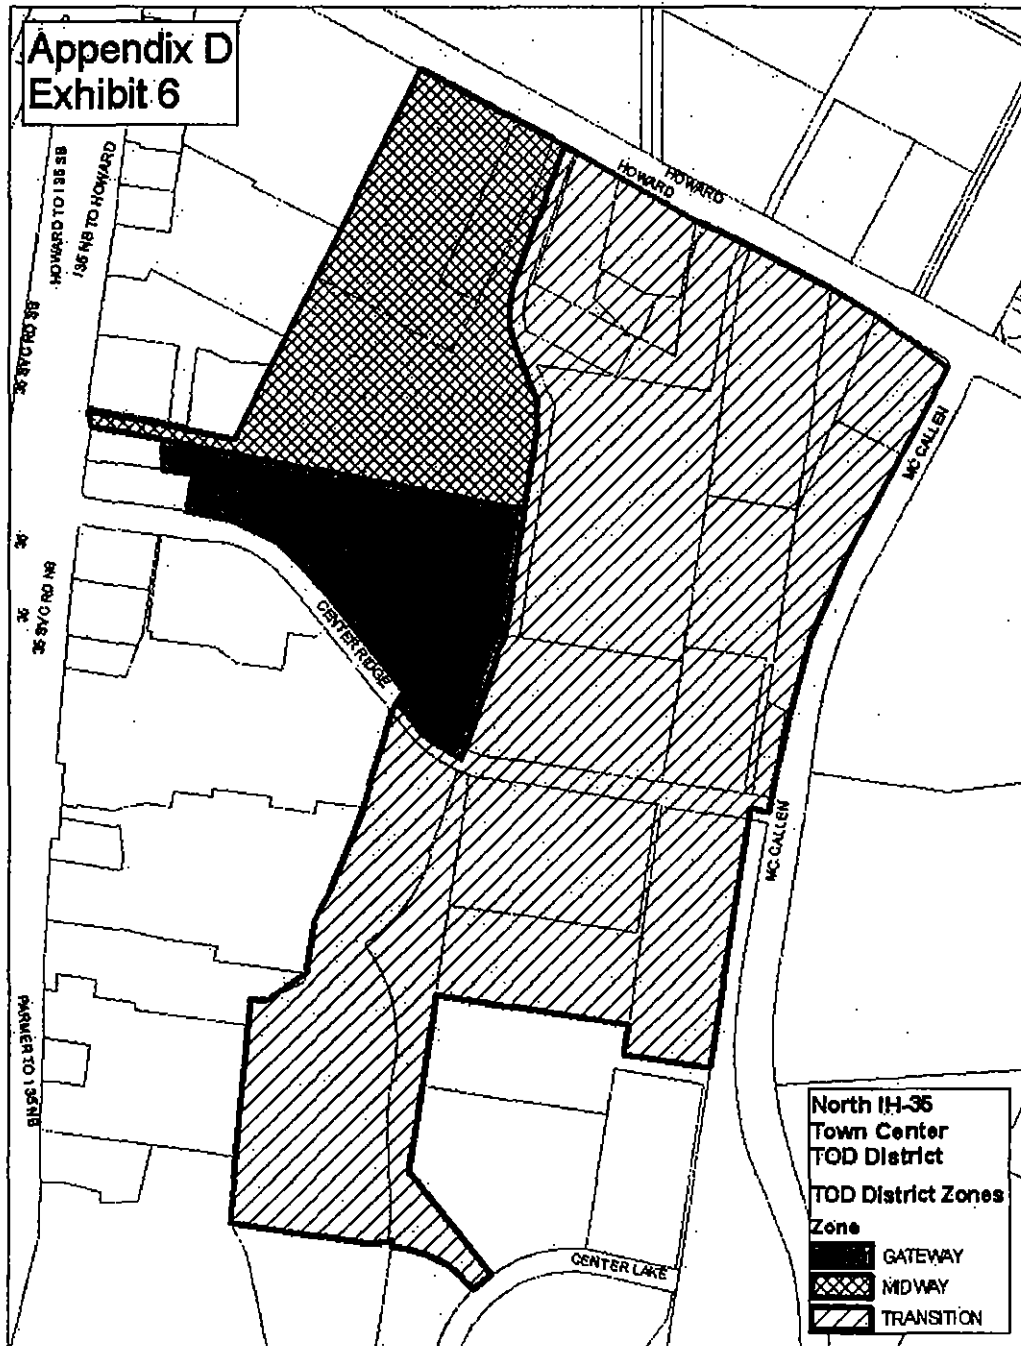 Appendix D
Exhibit 6
HOWARD TO I 35 SB
I35 NB TO HOWARD
HOWARD
HOWARD
35 SVC RD SB
MC CALLEN
35
35
35 SVC RD NB
CENTER RIDGE
MC CALLEN
PARMER TO I 35 NB
CENTER LAKE
North IH-35
Town Center
TOD District
TOD District Zones
Zone
GATEWAY
MIDWAY
TRANSITION